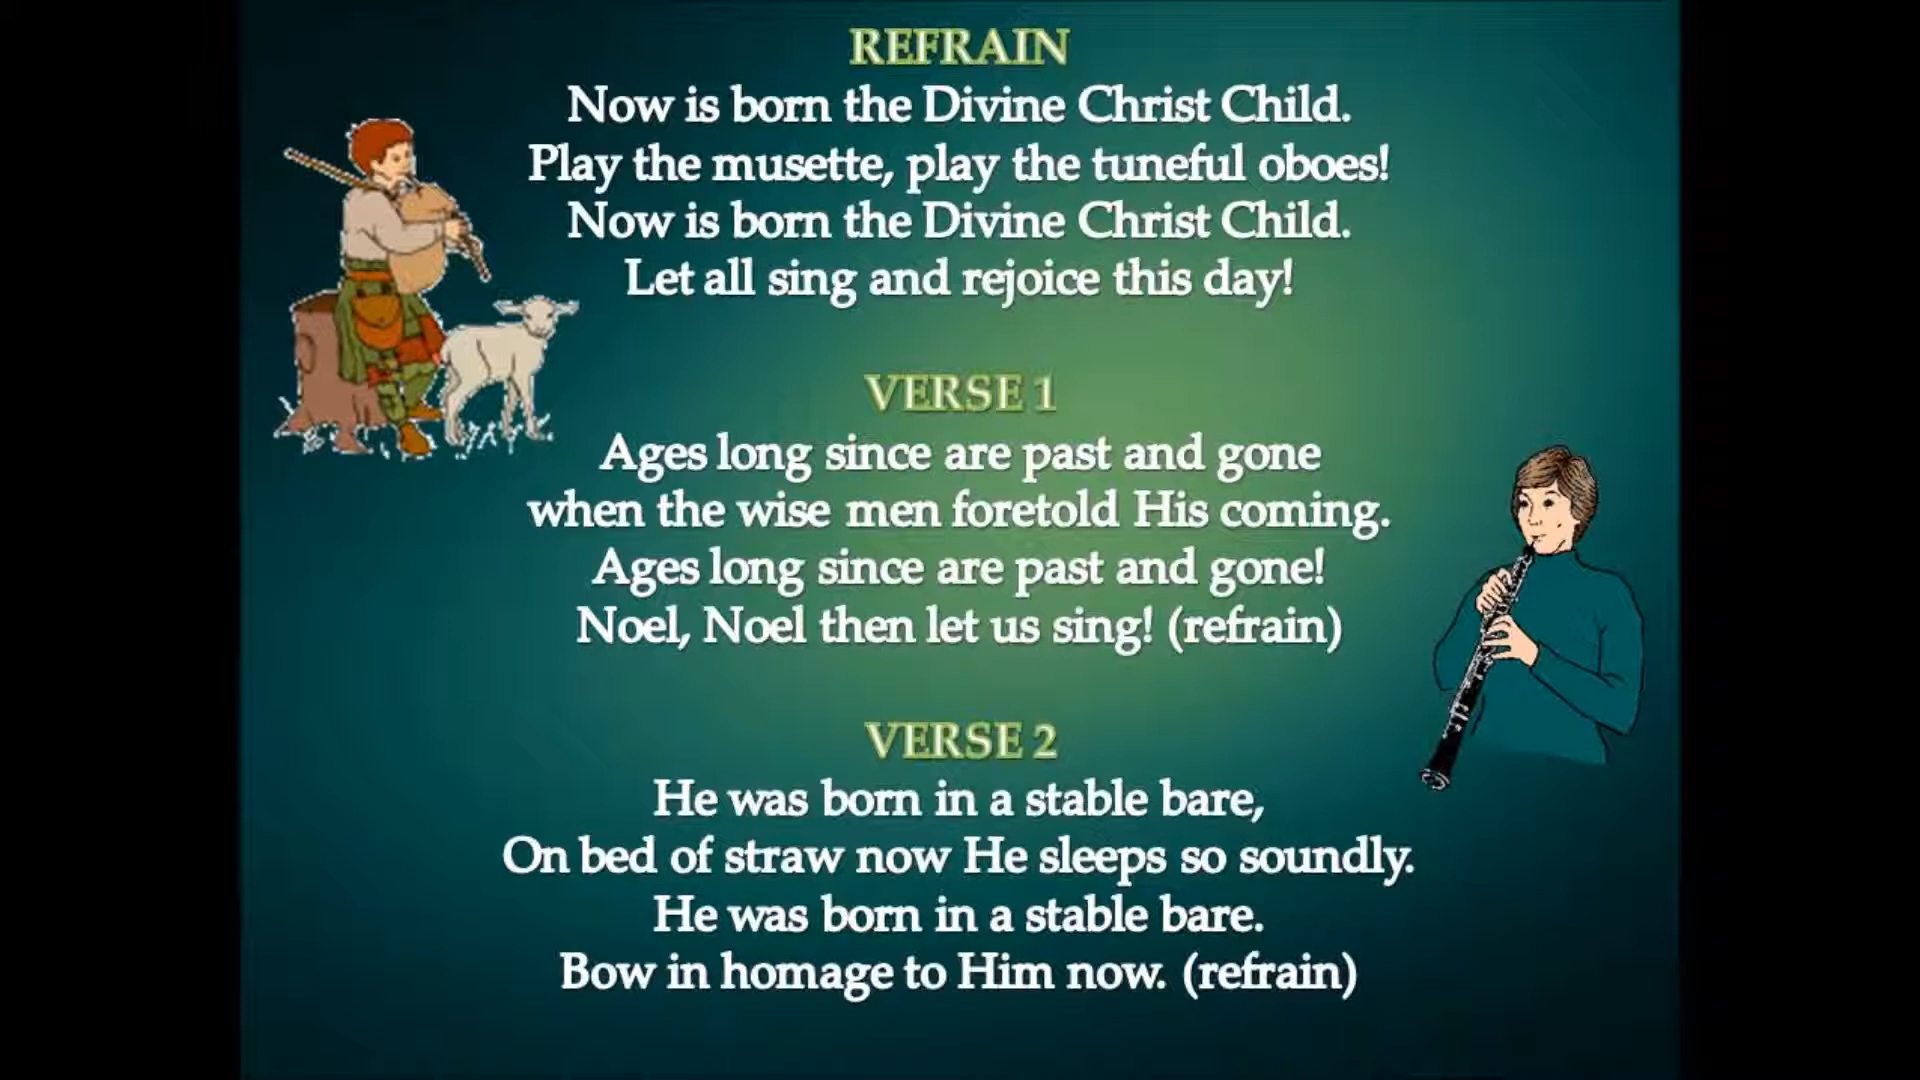 REFRAIN
Now is born the Divine Christ Child.
Play the musette, play the tuneful oboes!
Now is born the Divine Christ Child.
Let all sing and rejoice this day!
VERSE 1
Ages long since are past and gone
when the wise men foretold His coming.
Ages long since are past and gone!
Noel, Noel then let us sing! (refrain)
VERSE 2
He was born in a stable bare,
On bed of straw now He sleeps so soundly.
He was born in a stable bare.
Bow in homage to Him now. (refrain)